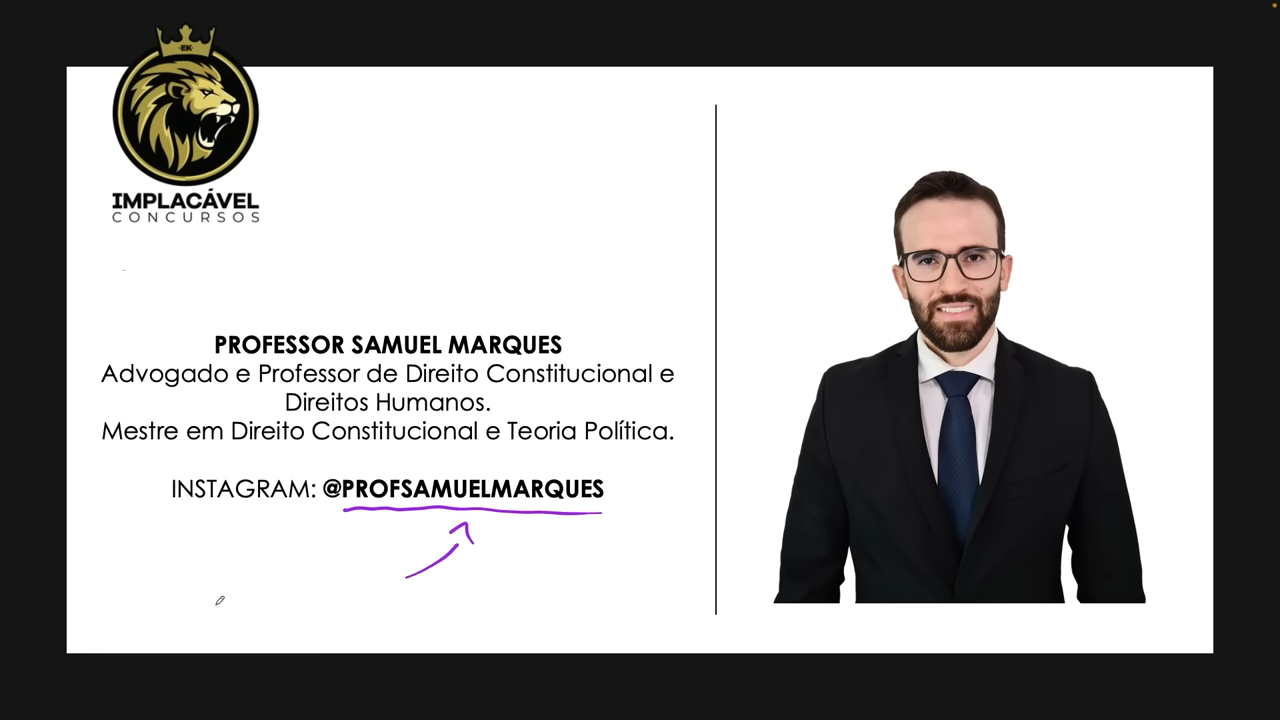 EK
IMPLACÁVEL
CONCURSOS
PROFESSOR SAMUEL MARQUES
Advogado e Professor de Direito Constitucional e
Direitos Humanos.
Mestre em Direito Constitucional e Teoria Política.
INSTAGRAM: @PROFSAMUELMARQUES